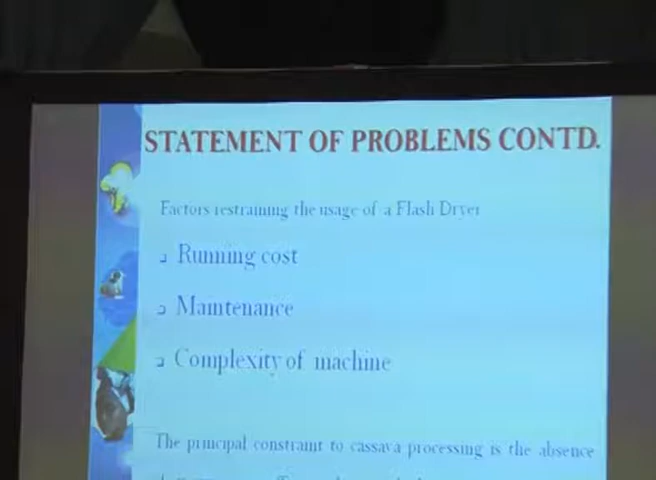 STATEMENT OF PROBLEMS CONTD.
Factors restraining the usage of a Flash Dryer
Running cost
Maintenance
Complexity of machine
The principal constraint to cassava processing is the absence